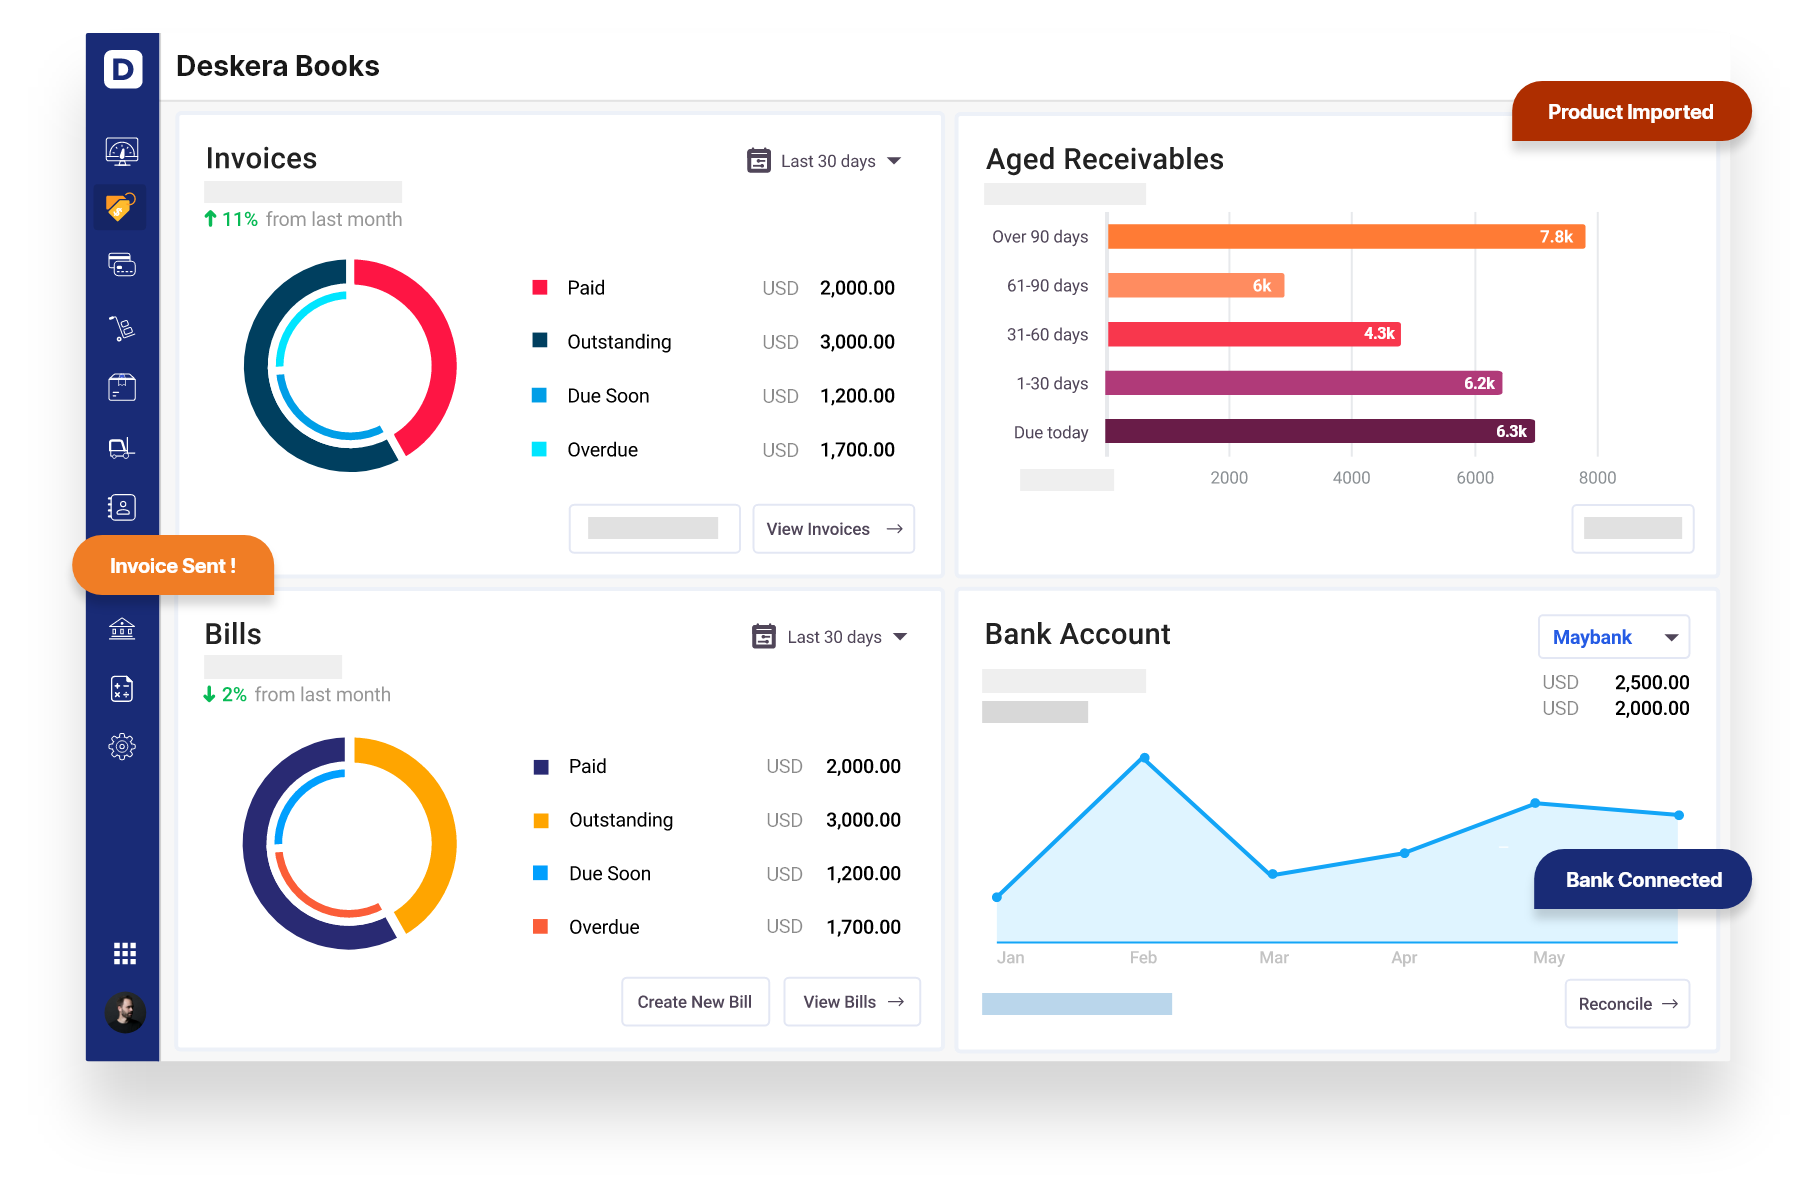 D
Deskera Books
Product Imported
Invoices
Last 30 days
11% from last month
Paid USD 2,000.00
Outstanding USD 3,000.00
Due Soon USD 1,200.00
Overdue USD 1,700.00
View Invoices →
Aged Receivables
Over 90 days 7.8k
61-90 days 6k
31-60 days 4.3k
1-30 days 6.2k
Due today 6.3k
2000 4000 6000 8000
Invoice Sent !
Bills
Last 30 days
2% from last month
Paid USD 2,000.00
Outstanding USD 3,000.00
Due Soon USD 1,200.00
Overdue USD 1,700.00
Create New Bill
View Bills →
Bank Account
Maybank
USD 2,500.00
USD 2,000.00
Bank Connected
Jan Feb Mar Apr May
Reconcile →